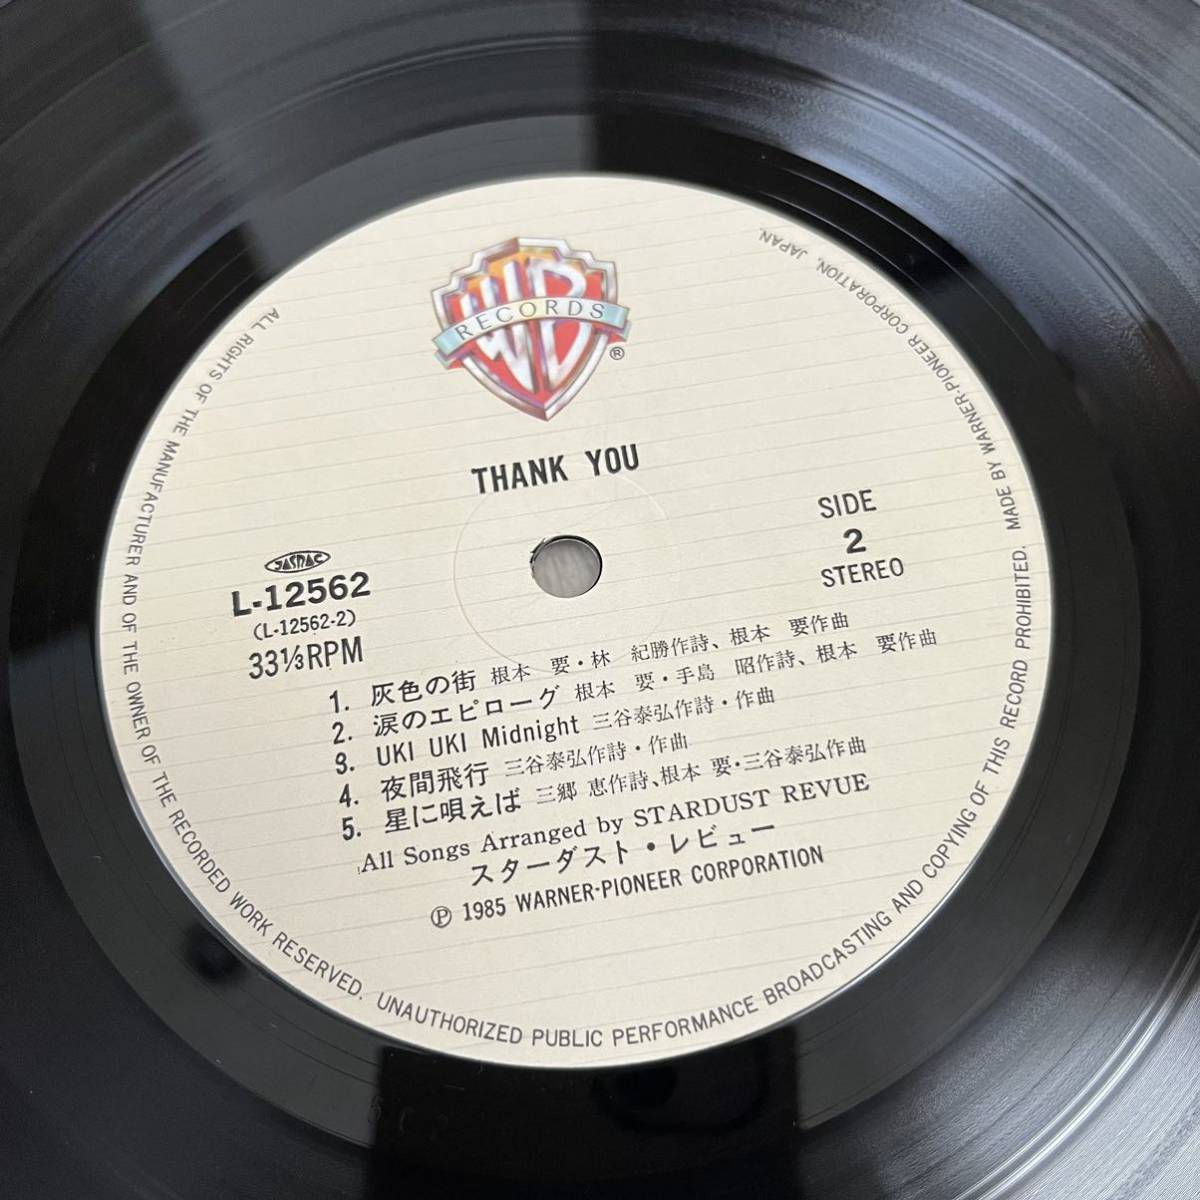 WB
RECORDS
®
THANK YOU
SIDE
2
STEREO
JASRAC
L-12562
(L-12562-2)
33⅓RPM
1. 灰色の街 根本 要・林 紀勝作詩、根本 要作曲
2. 涙のエピローグ 根本 要・手島 昭作詩、根本 要作曲
3. UKI UKI Midnight 三谷泰弘作詩・作曲
4. 夜間飛行 三谷泰弘作詩・作曲
5. 星に唄えば 三郷 恵作詩、根本 要・三谷泰弘作曲
All Songs Arranged by STARDUST REVUE
スターダスト・レビュー
Ⓟ 1985 WARNER-PIONEER CORPORATION
ALL RIGHTS OF THE MANUFACTURER AND OF THE OWNER OF THE RECORDED WORK RESERVED. UNAUTHORIZED PUBLIC PERFORMANCE BROADCASTING AND COPYING OF THIS RECORD PROHIBITED. MADE BY WARNER-PIONEER CORPORATION, JAPAN.